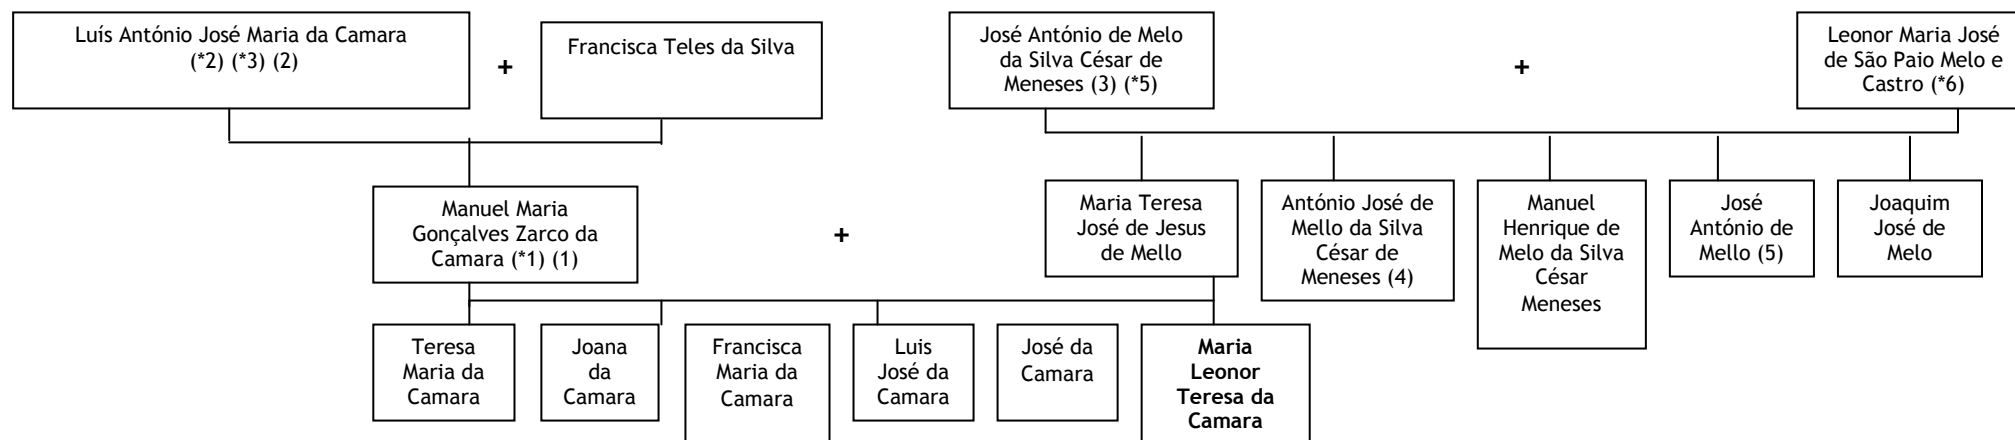 Luís António José Maria da Camara
(*2) (*3) (2)
+
Francisca Teles da Silva
José António de Melo
da Silva César de
Meneses (3) (*5)
+
Leonor Maria José
de São Paio Melo e
Castro (*6)
Manuel Maria
Gonçalves Zarco da
Camara (*1) (1)
+
Maria Teresa
José de Jesus
de Mello
António José de
Mello da Silva
César de
Meneses (4)
Manuel
Henrique de
Melo da Silva
César
Meneses
José
António de
Mello (5)
Joaquim
José de
Melo
Teresa
Maria da
Camara
Joana
da
Camara
Francisca
Maria da
Camara
Luis
José da
Camara
José da
Camara
Maria
Leonor
Teresa da
Camara